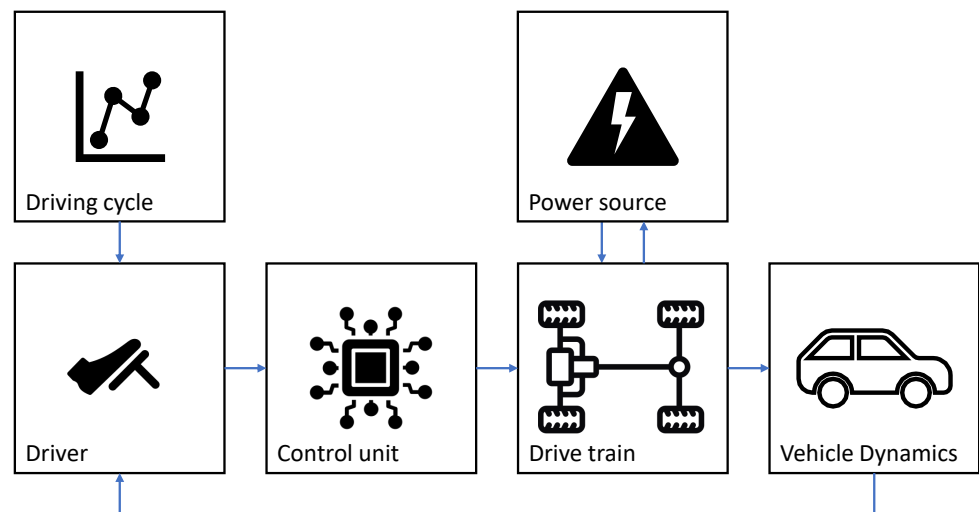 Driving cycle
Power source
Driver
Control unit
Drive train
Vehicle Dynamics